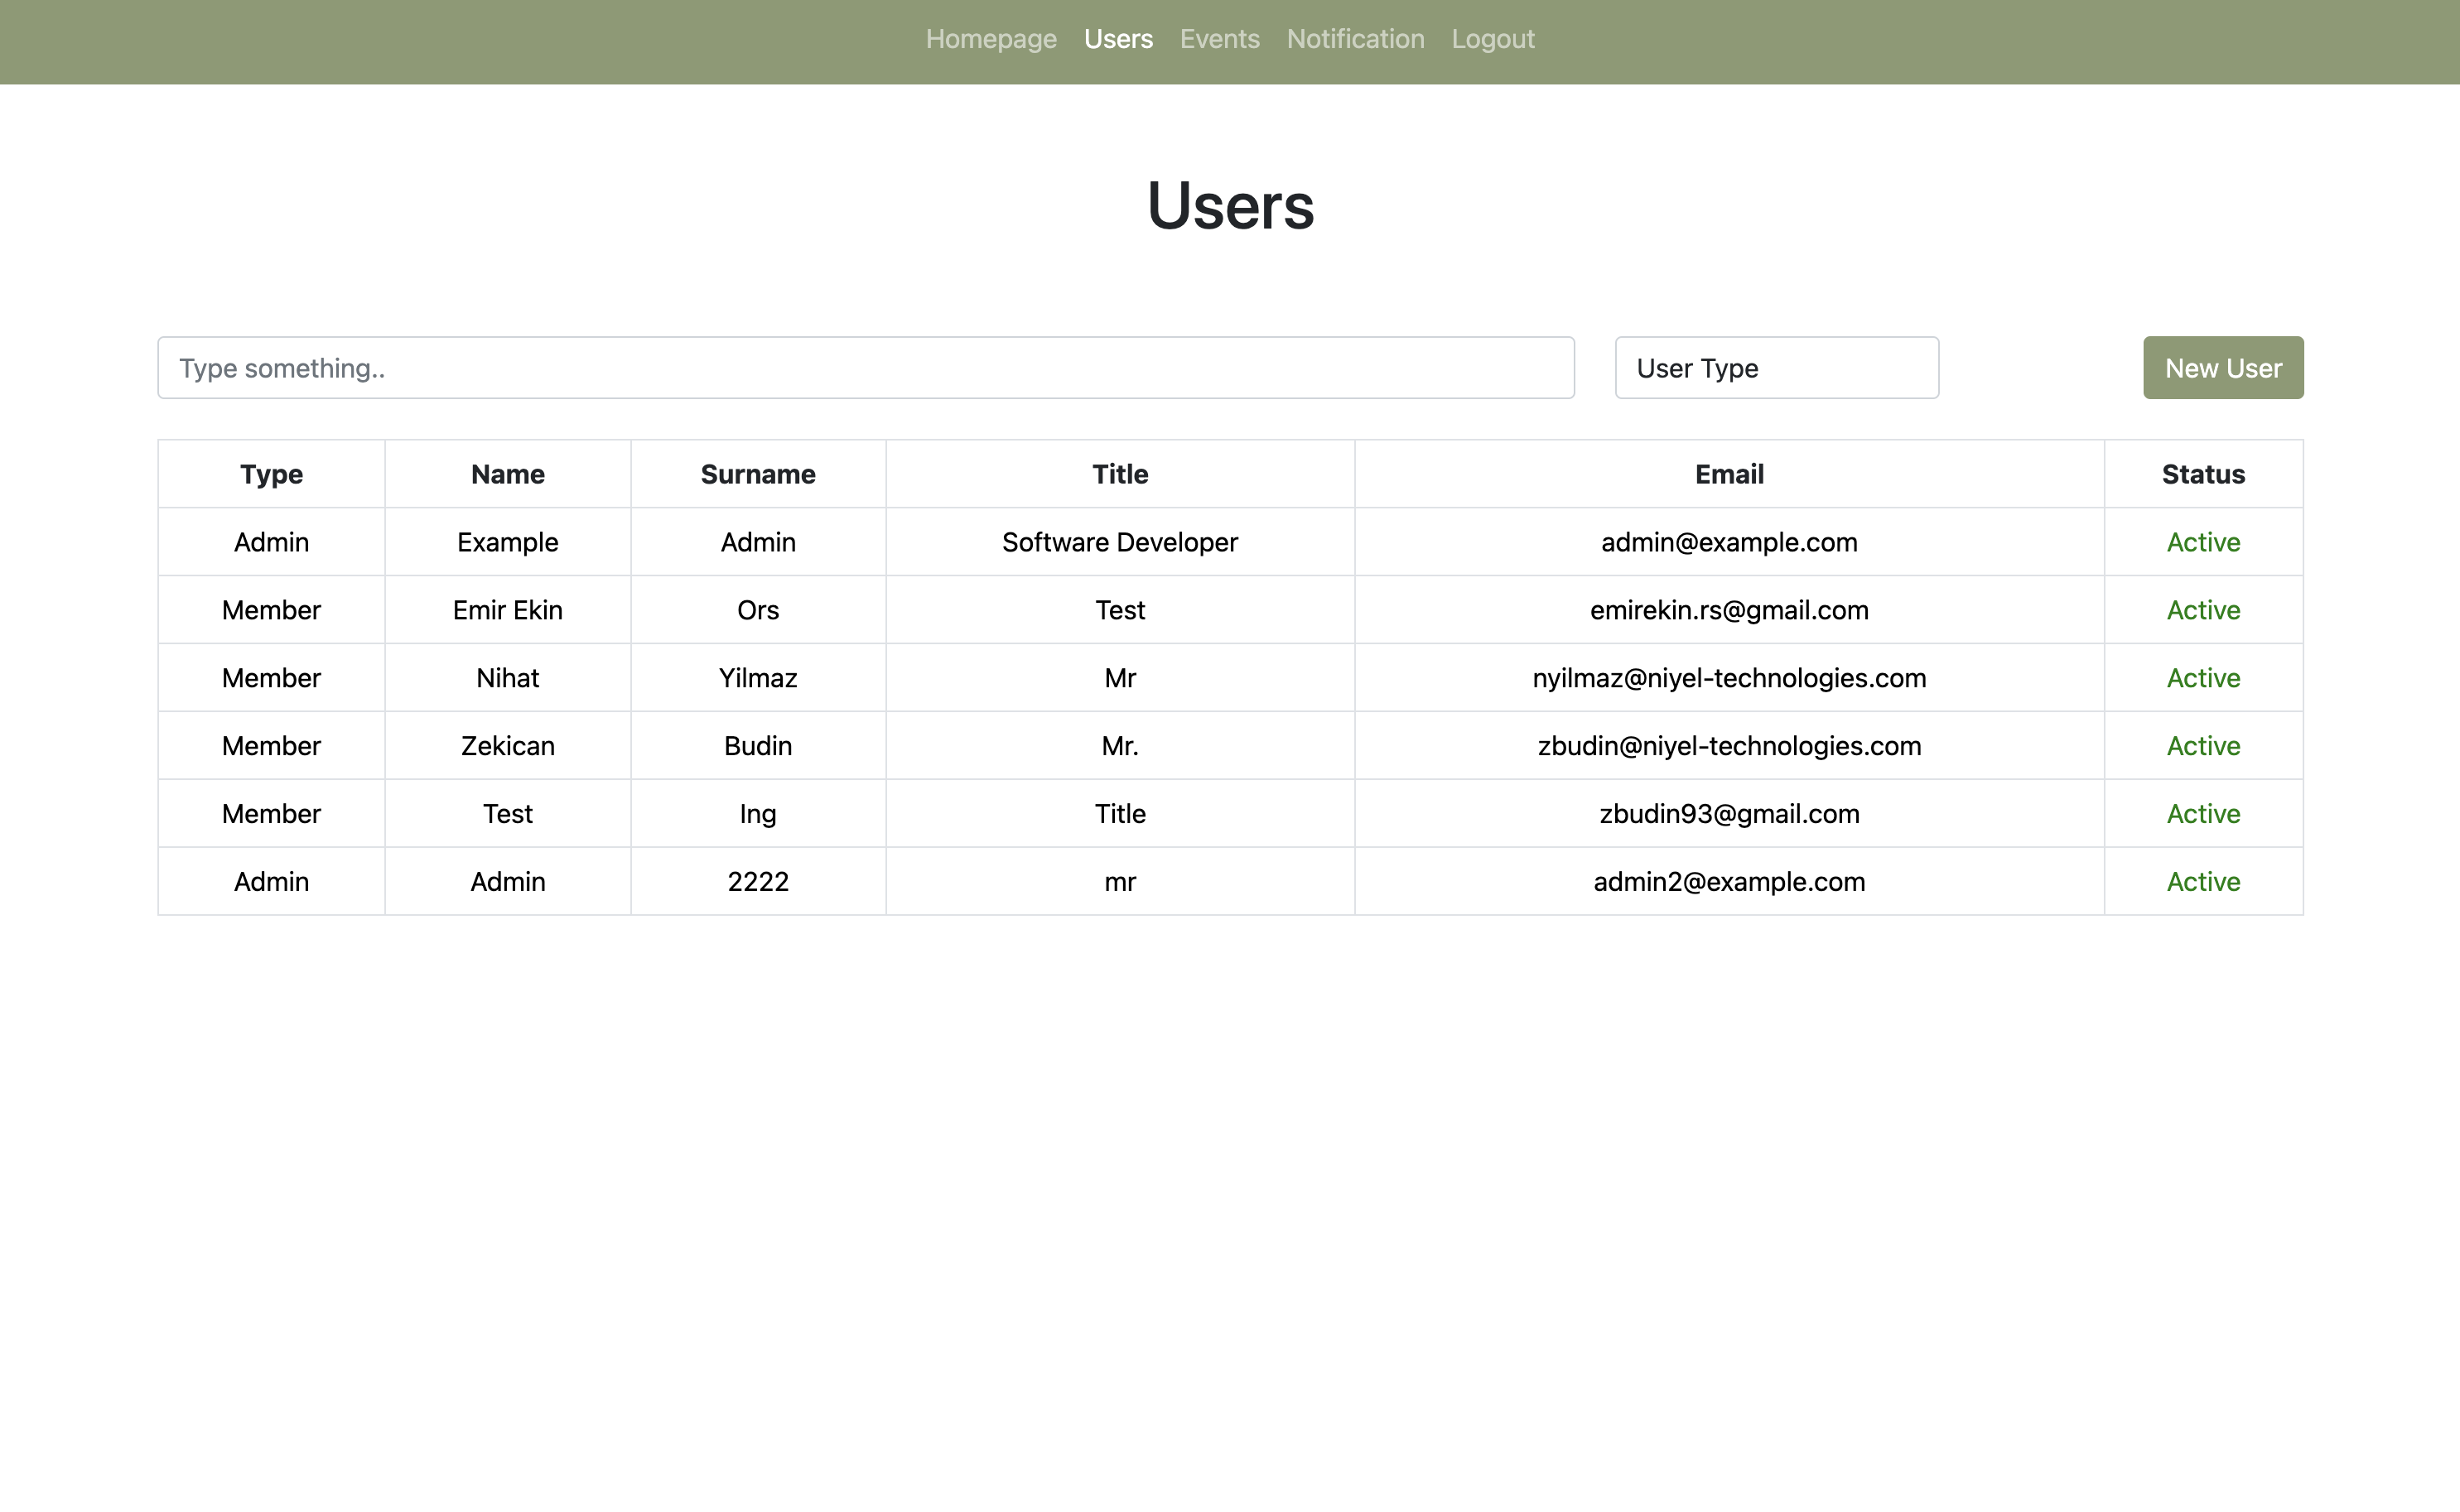 Homepage Users Events Notification Logout
Users
Type something..
User Type
New User
Type Name Surname Title Email Status
Admin Example Admin Software Developer admin@example.com Active
Member Emir Ekin Ors Test emirekin.rs@gmail.com Active
Member Nihat Yilmaz Mr nyilmaz@niyel-technologies.com Active
Member Zekican Budin Mr. zbudin@niyel-technologies.com Active
Member Test Ing Title zbudin93@gmail.com Active
Admin Admin 2222 mr admin2@example.com Active